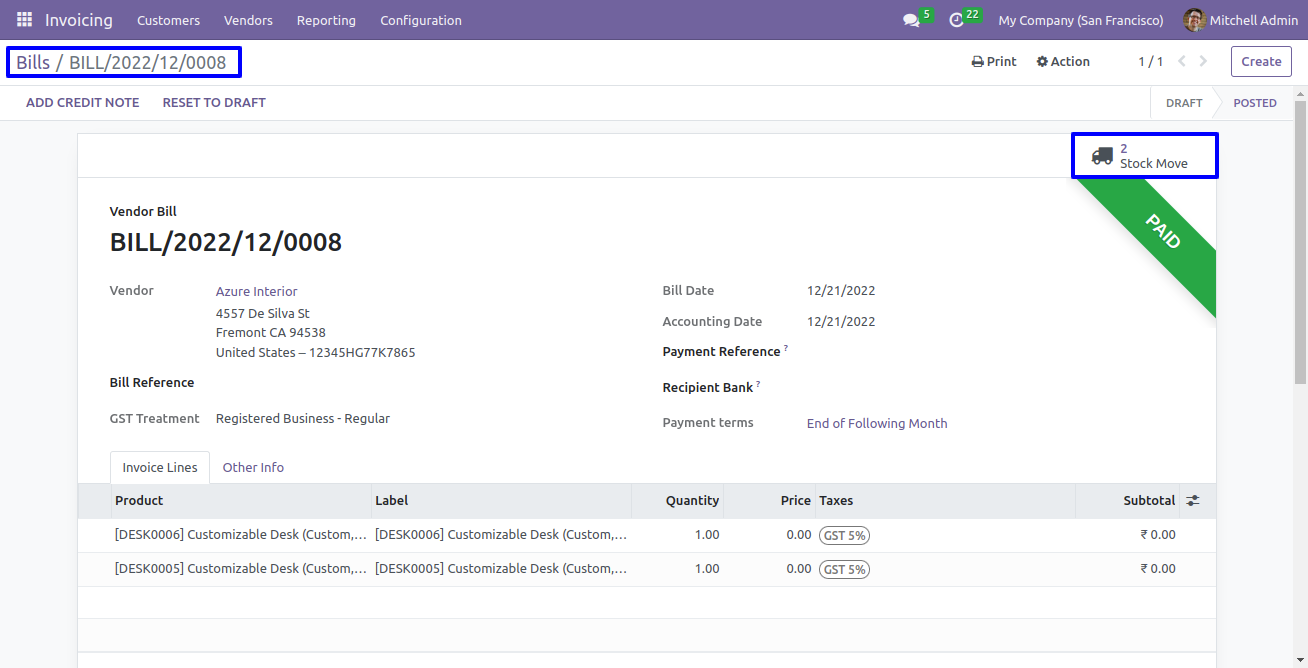 Invoicing Customers Vendors Reporting Configuration 5 22 My Company (San Francisco) Mitchell Admin
Bills / BILL/2022/12/0008 Print Action 1 / 1 Create
ADD CREDIT NOTE RESET TO DRAFT DRAFT POSTED
2
Stock Move
PAID
Vendor Bill
BILL/2022/12/0008
Vendor Azure Interior Bill Date 12/21/2022
4557 De Silva St
Fremont CA 94538 Accounting Date 12/21/2022
United States – 12345HG77K7865 Payment Reference ?
Bill Reference Recipient Bank ?
GST Treatment Registered Business - Regular Payment terms End of Following Month
Invoice Lines Other Info
Product Label Quantity Price Taxes Subtotal
[DESK0006] Customizable Desk (Custom,... [DESK0006] Customizable Desk (Custom,... 1.00 0.00 GST 5% ₹ 0.00
[DESK0005] Customizable Desk (Custom,... [DESK0005] Customizable Desk (Custom,... 1.00 0.00 GST 5% ₹ 0.00